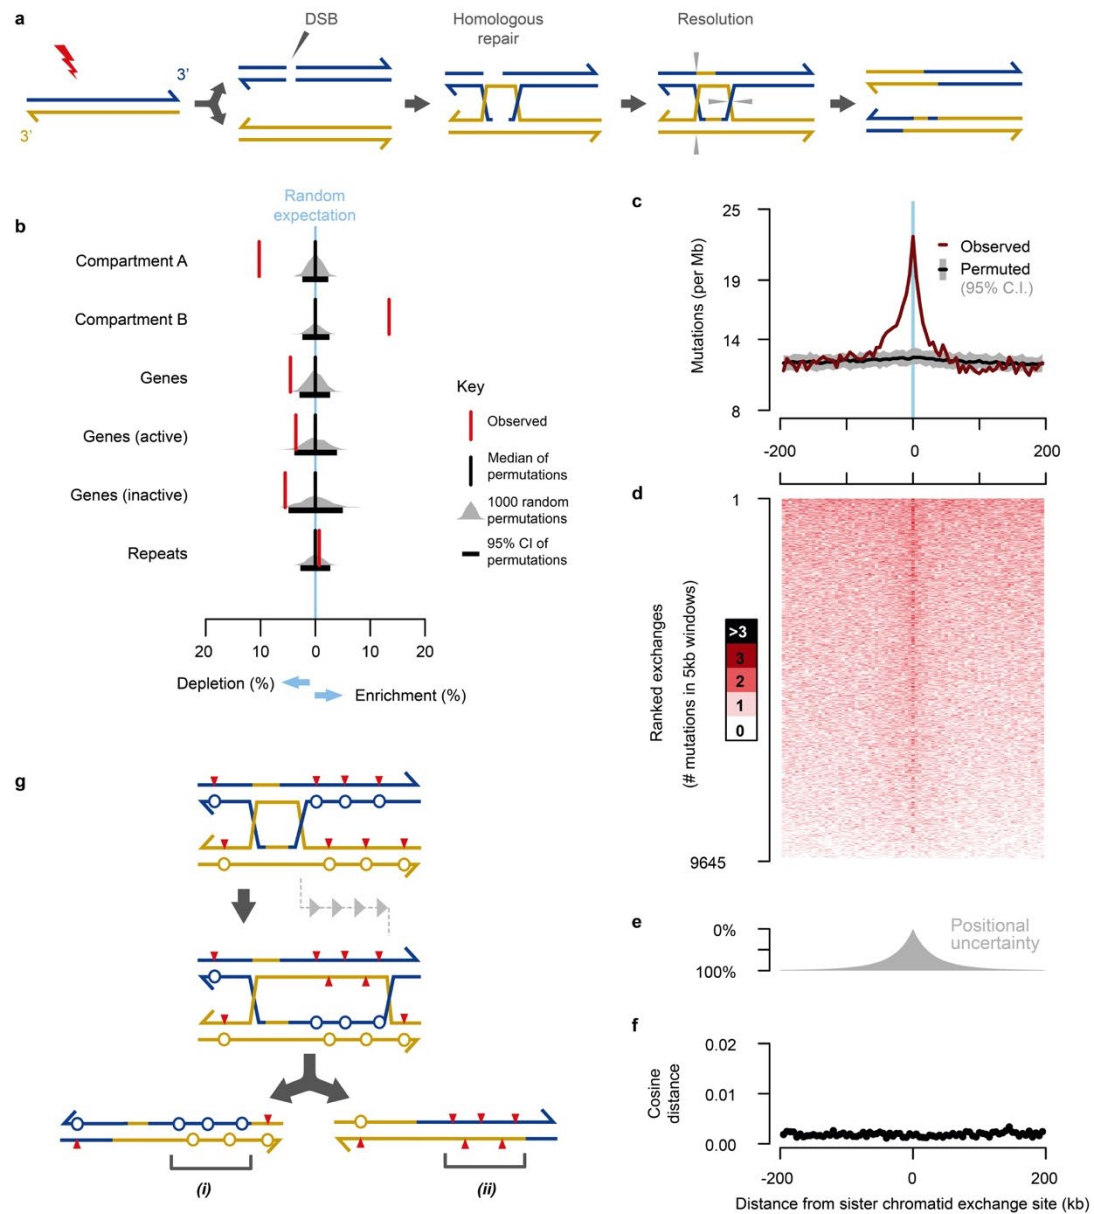 a
DSB
Homologous
repair
Resolution
3’
3’
b
Random
expectation
Compartment A
Compartment B
Genes
Genes (active)
Genes (inactive)
Repeats
Key
Observed
Median of
permutations
1000 random
permutations
95% CI of
permutations
20 10 0 10 20
Depletion (%)
Enrichment (%)
c
Mutations (per Mb)
25
19
14
8
Observed
Permuted
(95% C.I.)
-200 0 200
d
Ranked exchanges
(# mutations in 5kb windows)
1
9645
>3
3
2
1
0
e
0%
100%
Positional
uncertainty
f
Cosine
distance
0.02
0.01
0.00
-200 0 200
Distance from sister chromatid exchange site (kb)
g
(i)
(ii)